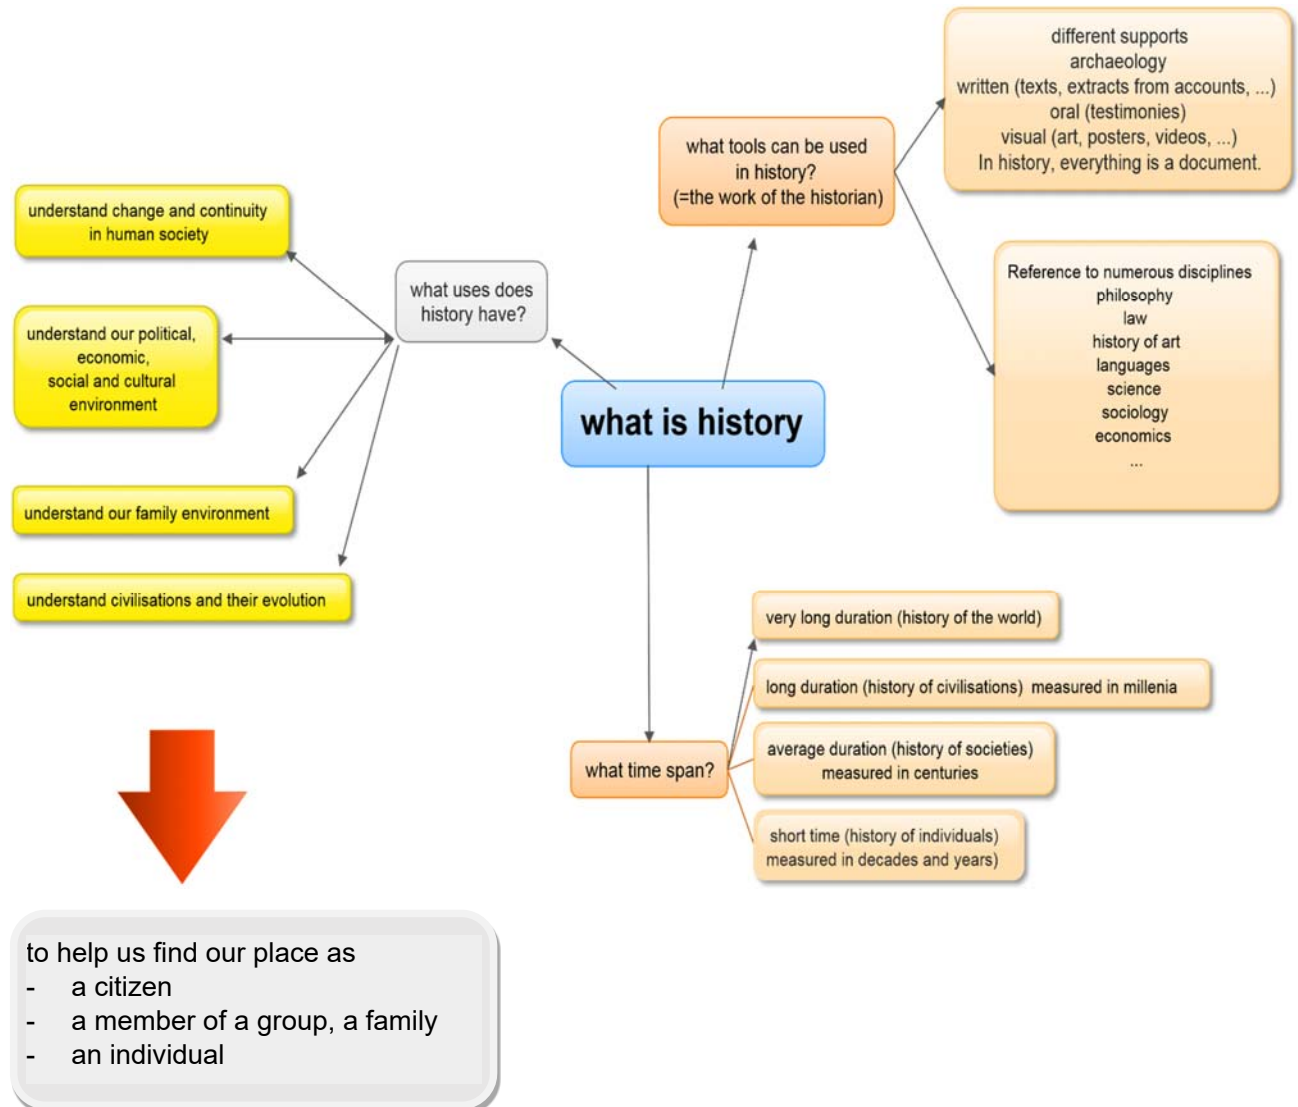 different supports
archaeology
written (texts, extracts from accounts, ...)
oral (testimonies)
visual (art, posters, videos, ...)
In history, everything is a document.
what tools can be used
in history?
(=the work of the historian)
Reference to numerous disciplines
philosophy
law
history of art
languages
science
sociology
economics
...
what uses does
history have?
understand change and continuity
in human society
understand our political,
economic,
social and cultural
environment
understand our family environment
understand civilisations and their evolution
what is history
what time span?
very long duration (history of the world)
long duration (history of civilisations) measured in millenia
average duration (history of societies)
measured in centuries
short time (history of individuals)
measured in decades and years)
to help us find our place as
- a citizen
- a member of a group, a family
- an individual